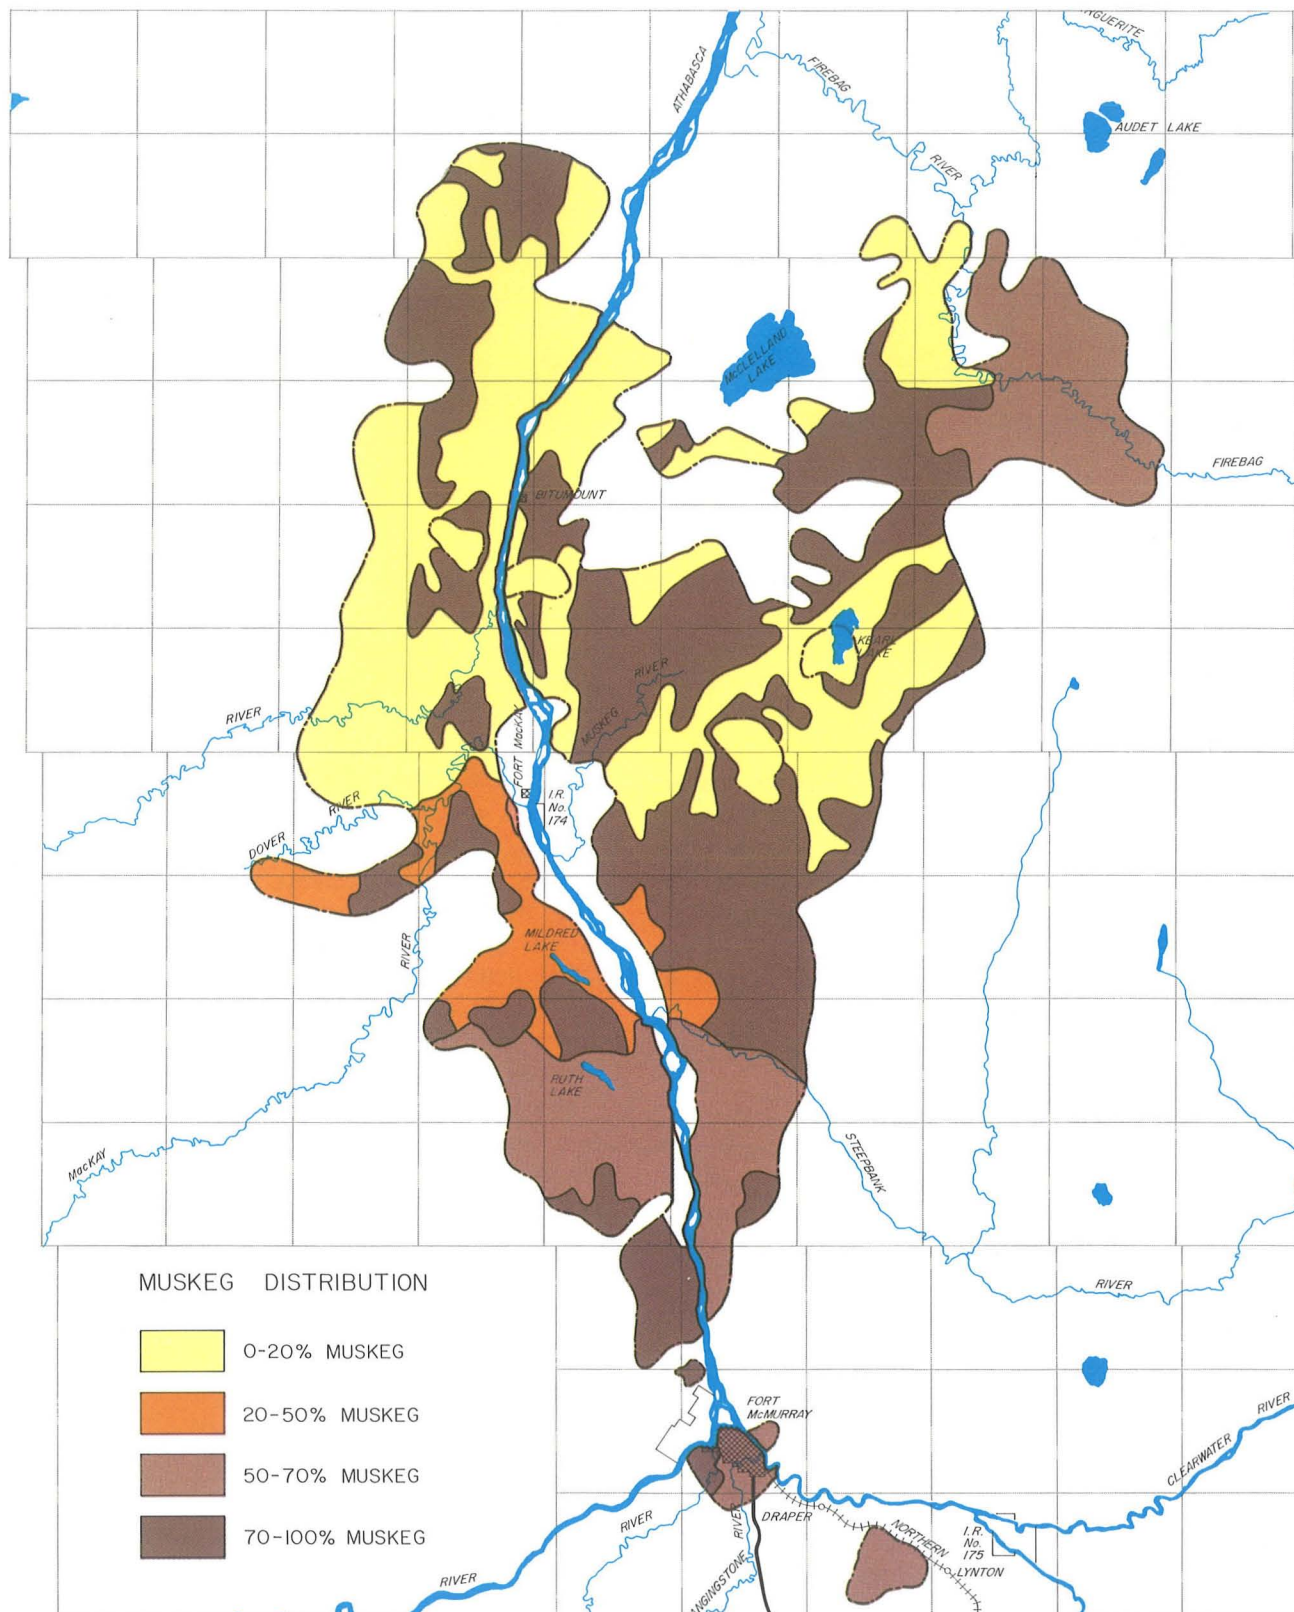 ATHABASCA
FIREBAG
RIVER
AUDET LAKE
McCLELLAND
LAKE
FIREBAG
BITUMOUNT
KEARL
LAKE
RIVER
MUSKEG
RIVER
FORT MacKAY
I.R.
No.
174
RIVER
DOVER
RIVER
MILDRED
LAKE
RUTH
LAKE
MacKAY
STEEPBANK
RIVER
MUSKEG DISTRIBUTION
0-20% MUSKEG
20-50% MUSKEG
50-70% MUSKEG
70-100% MUSKEG
FORT
McMURRAY
RIVER
CLEARWATER
RIVER
RIVER
RIVER
DRAPER
NORTHERN
I.R.
No.
175
LYNTON